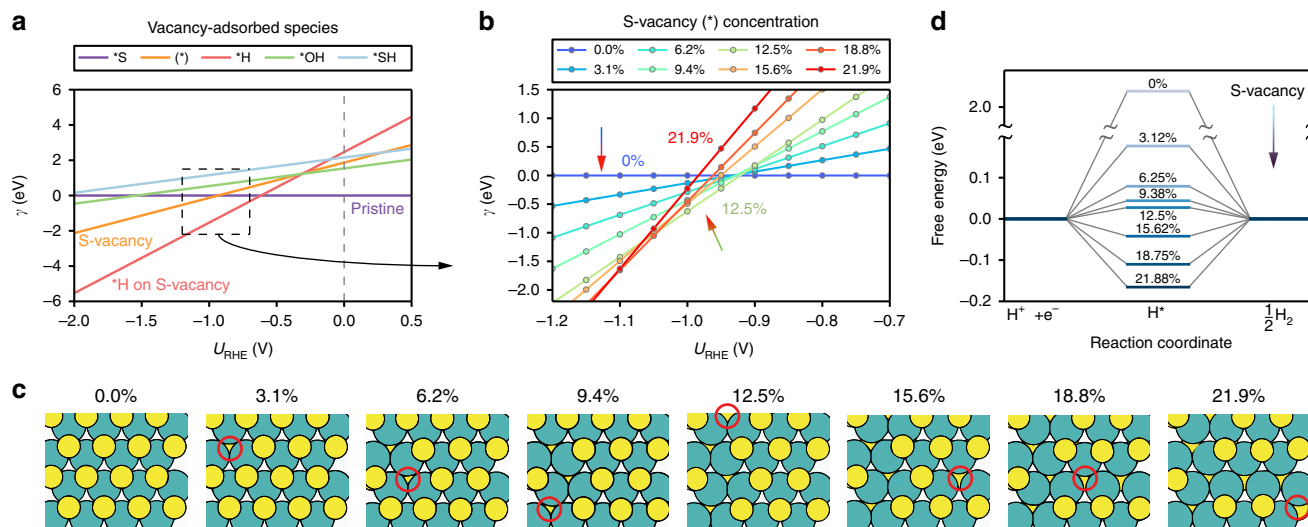 a
Vacancy-adsorbed species
*S (*) *H *OH *SH
γ (eV)
6
4
2
0
−2
−4
−6
Pristine
S-vacancy
*H on S-vacancy
−2.0 −1.5 −1.0 −0.5 0.0 0.5
U_RHE (V)
b
S-vacancy (*) concentration
0.0% 6.2% 12.5% 18.8%
3.1% 9.4% 15.6% 21.9%
γ (eV)
1.5
1.0
0.5
0.0
−0.5
−1.0
−1.5
−2.0
21.9%
0%
12.5%
−1.2 −1.1 −1.0 −0.9 −0.8 −0.7
U_RHE (V)
d
Free energy (eV)
2.0
0.1
0.0
−0.1
−0.2
0%
S-vacancy
3.12%
6.25%
9.38%
12.5%
15.62%
18.75%
21.88%
H⁺ +e⁻ H* ½H₂
Reaction coordinate
c
0.0% 3.1% 6.2% 9.4% 12.5% 15.6% 18.8% 21.9%